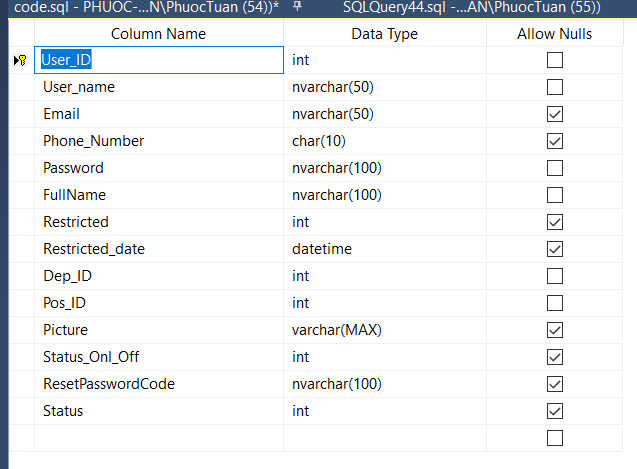 code.sql - PHUOC-...N\PhuocTuan (54))* SQLQuery44.sql -...AN\PhuocTuan (55))
Column Name Data Type Allow Nulls
User_ID int
User_name nvarchar(50)
Email nvarchar(50)
Phone_Number char(10)
Password nvarchar(100)
FullName nvarchar(100)
Restricted int
Restricted_date datetime
Dep_ID int
Pos_ID int
Picture varchar(MAX)
Status_Onl_Off int
ResetPasswordCode nvarchar(100)
Status int